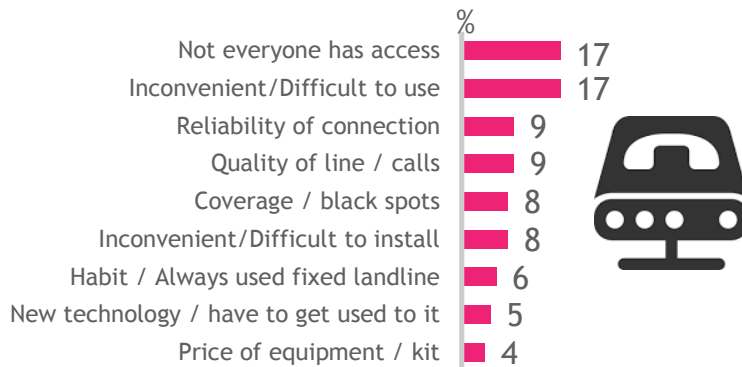 %
Not everyone has access 17
Inconvenient/Difficult to use 17
Reliability of connection 9
Quality of line / calls 9
Coverage / black spots 8
Inconvenient/Difficult to install 8
Habit / Always used fixed landline 6
New technology / have to get used to it 5
Price of equipment / kit 4